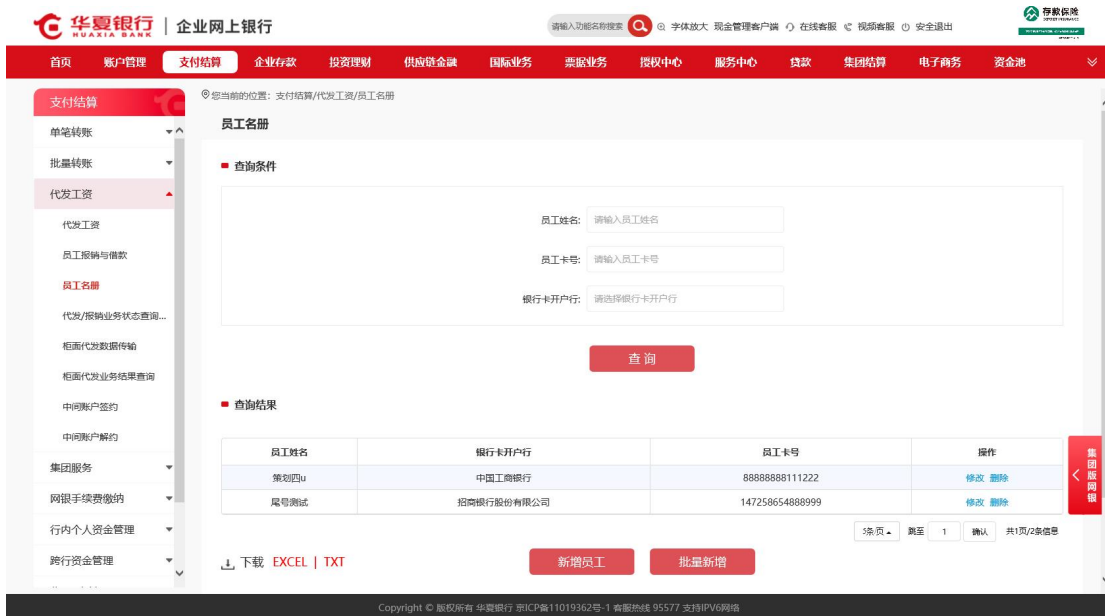 华夏银行 | 企业网上银行
HUAXIA BANK
请输入功能名称搜索 字体放大 现金管理客户端 在线客服 视频客服 安全退出
存款保险
首页 账户管理 支付结算 企业存款 投资理财 供应链金融 国际业务 票据业务 授权中心 服务中心 贷款 集团结算 电子商务 资金池
支付结算
单笔转账
批量转账
代发工资
代发工资
员工报销与借款
员工名册
代发/报销业务状态查询...
柜面代发数据传输
柜面代发业务结果查询
中间账户签约
中间账户解约
集团服务
网银手续费缴纳
行内个人资金管理
跨行资金管理
您当前的位置：支付结算/代发工资/员工名册
员工名册
查询条件
员工姓名: 请输入员工姓名
员工卡号: 请输入员工卡号
银行卡开户行: 请选择银行卡开户行
查询
查询结果
员工姓名 银行卡开户行 员工卡号 操作
策划四u 中国工商银行 88888888111222 修改 删除
尾号测试 招商银行股份有限公司 147258654888999 修改 删除
5条/页 跳至 1 确认 共1页/2条信息
下载 EXCEL | TXT
新增员工 批量新增
集团版网银
Copyright © 版权所有 华夏银行 京ICP备11019362号-1 客服热线 95577 支持IPV6网络